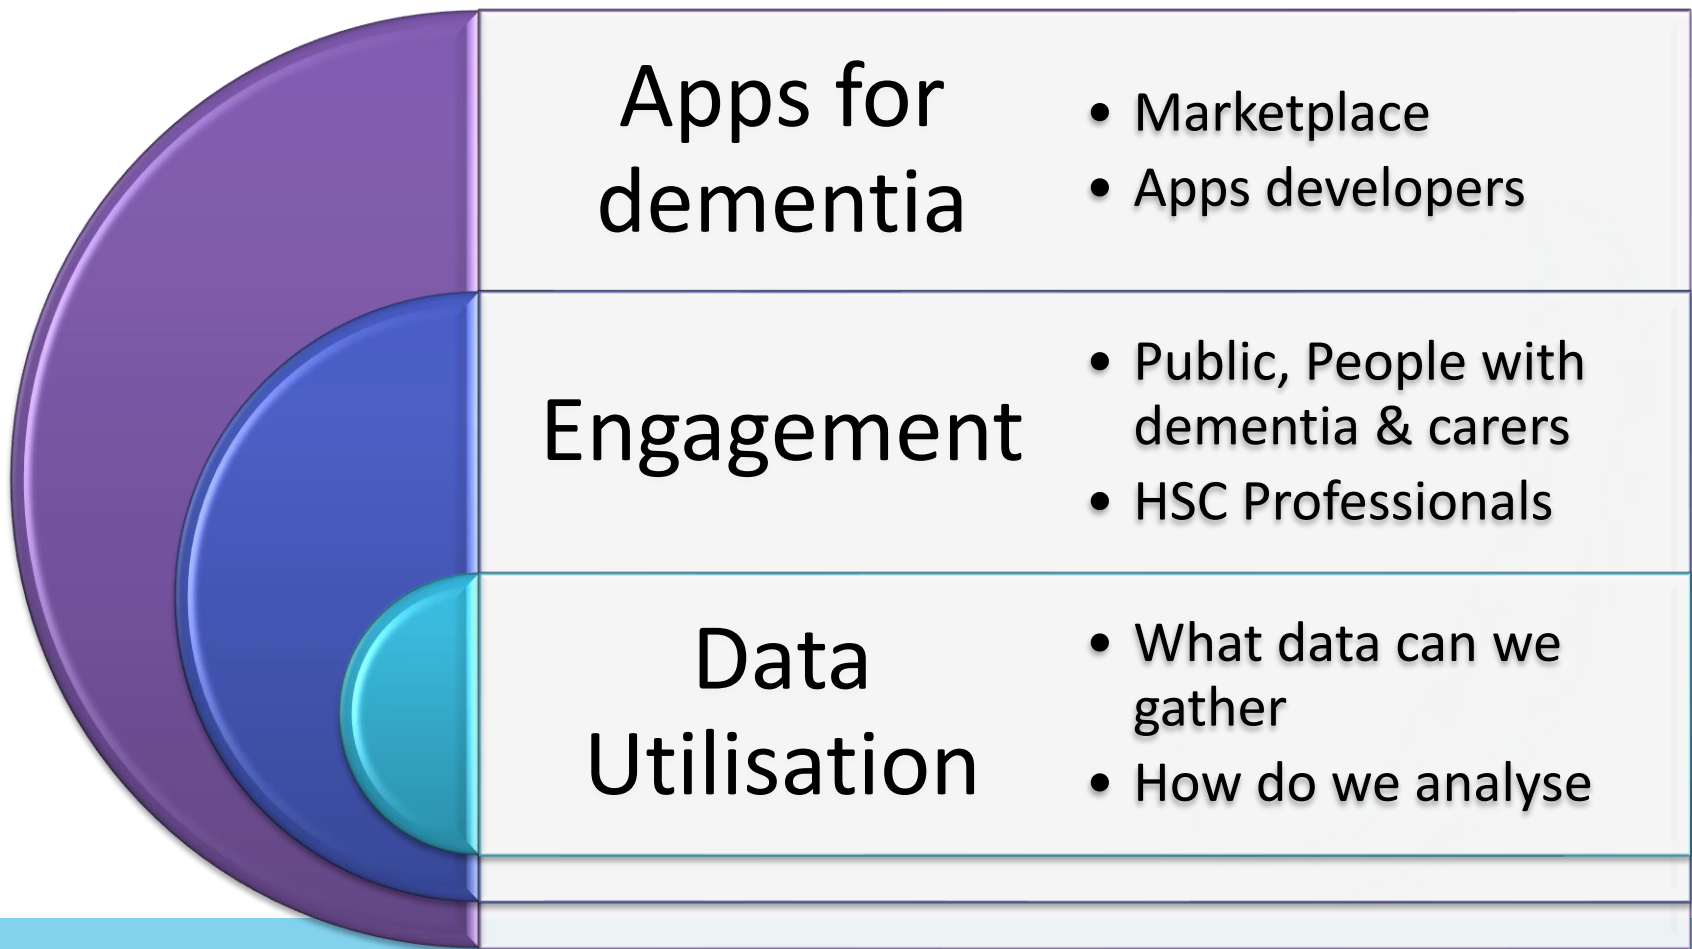 Apps for
dementia
• Marketplace
• Apps developers
Engagement
• Public, People with
dementia & carers
• HSC Professionals
Data
Utilisation
• What data can we
gather
• How do we analyse